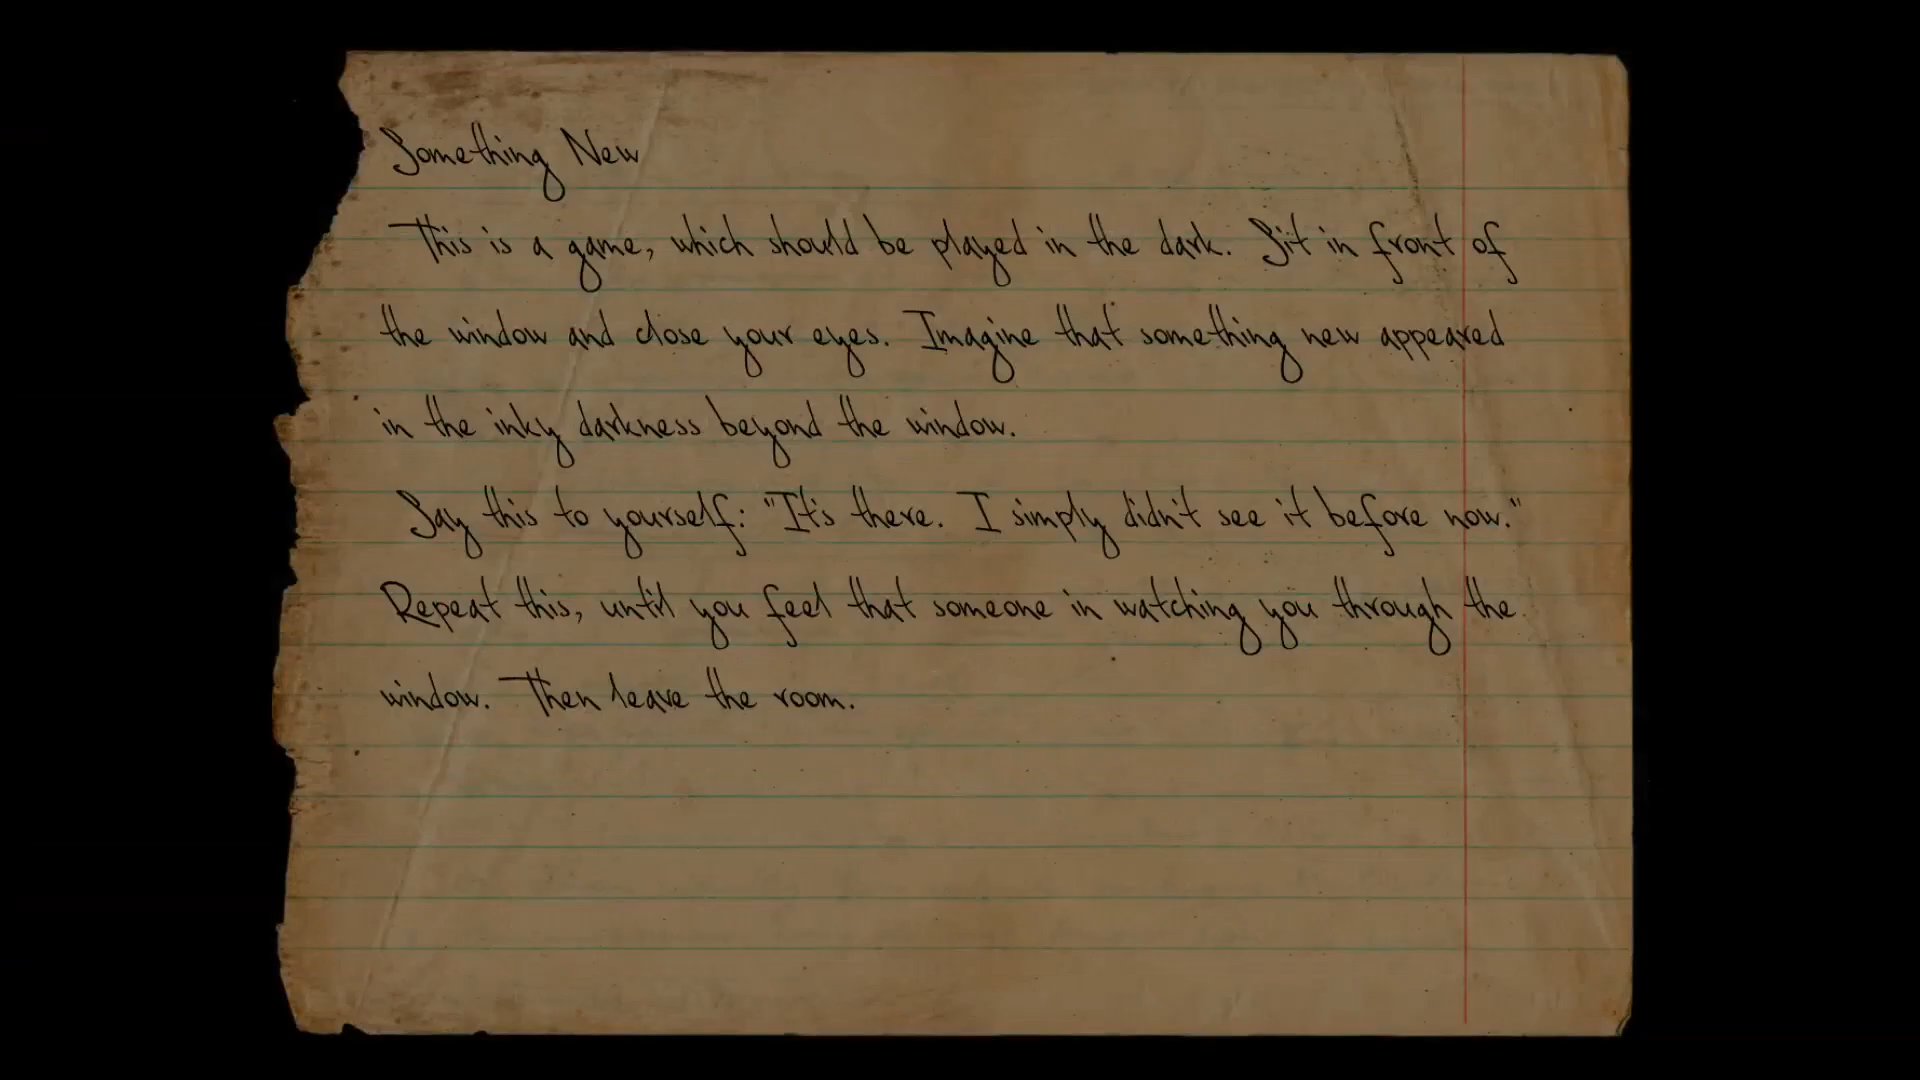 Something New
This is a game, which should be played in the dark. Sit in front of
the window and close your eyes. Imagine that something new appeared
in the inky darkness beyond the window.
Say this to yourself: "It's there. I simply didn't see it before now."
Repeat this, until you feel that someone in watching you through the
window. Then leave the room.